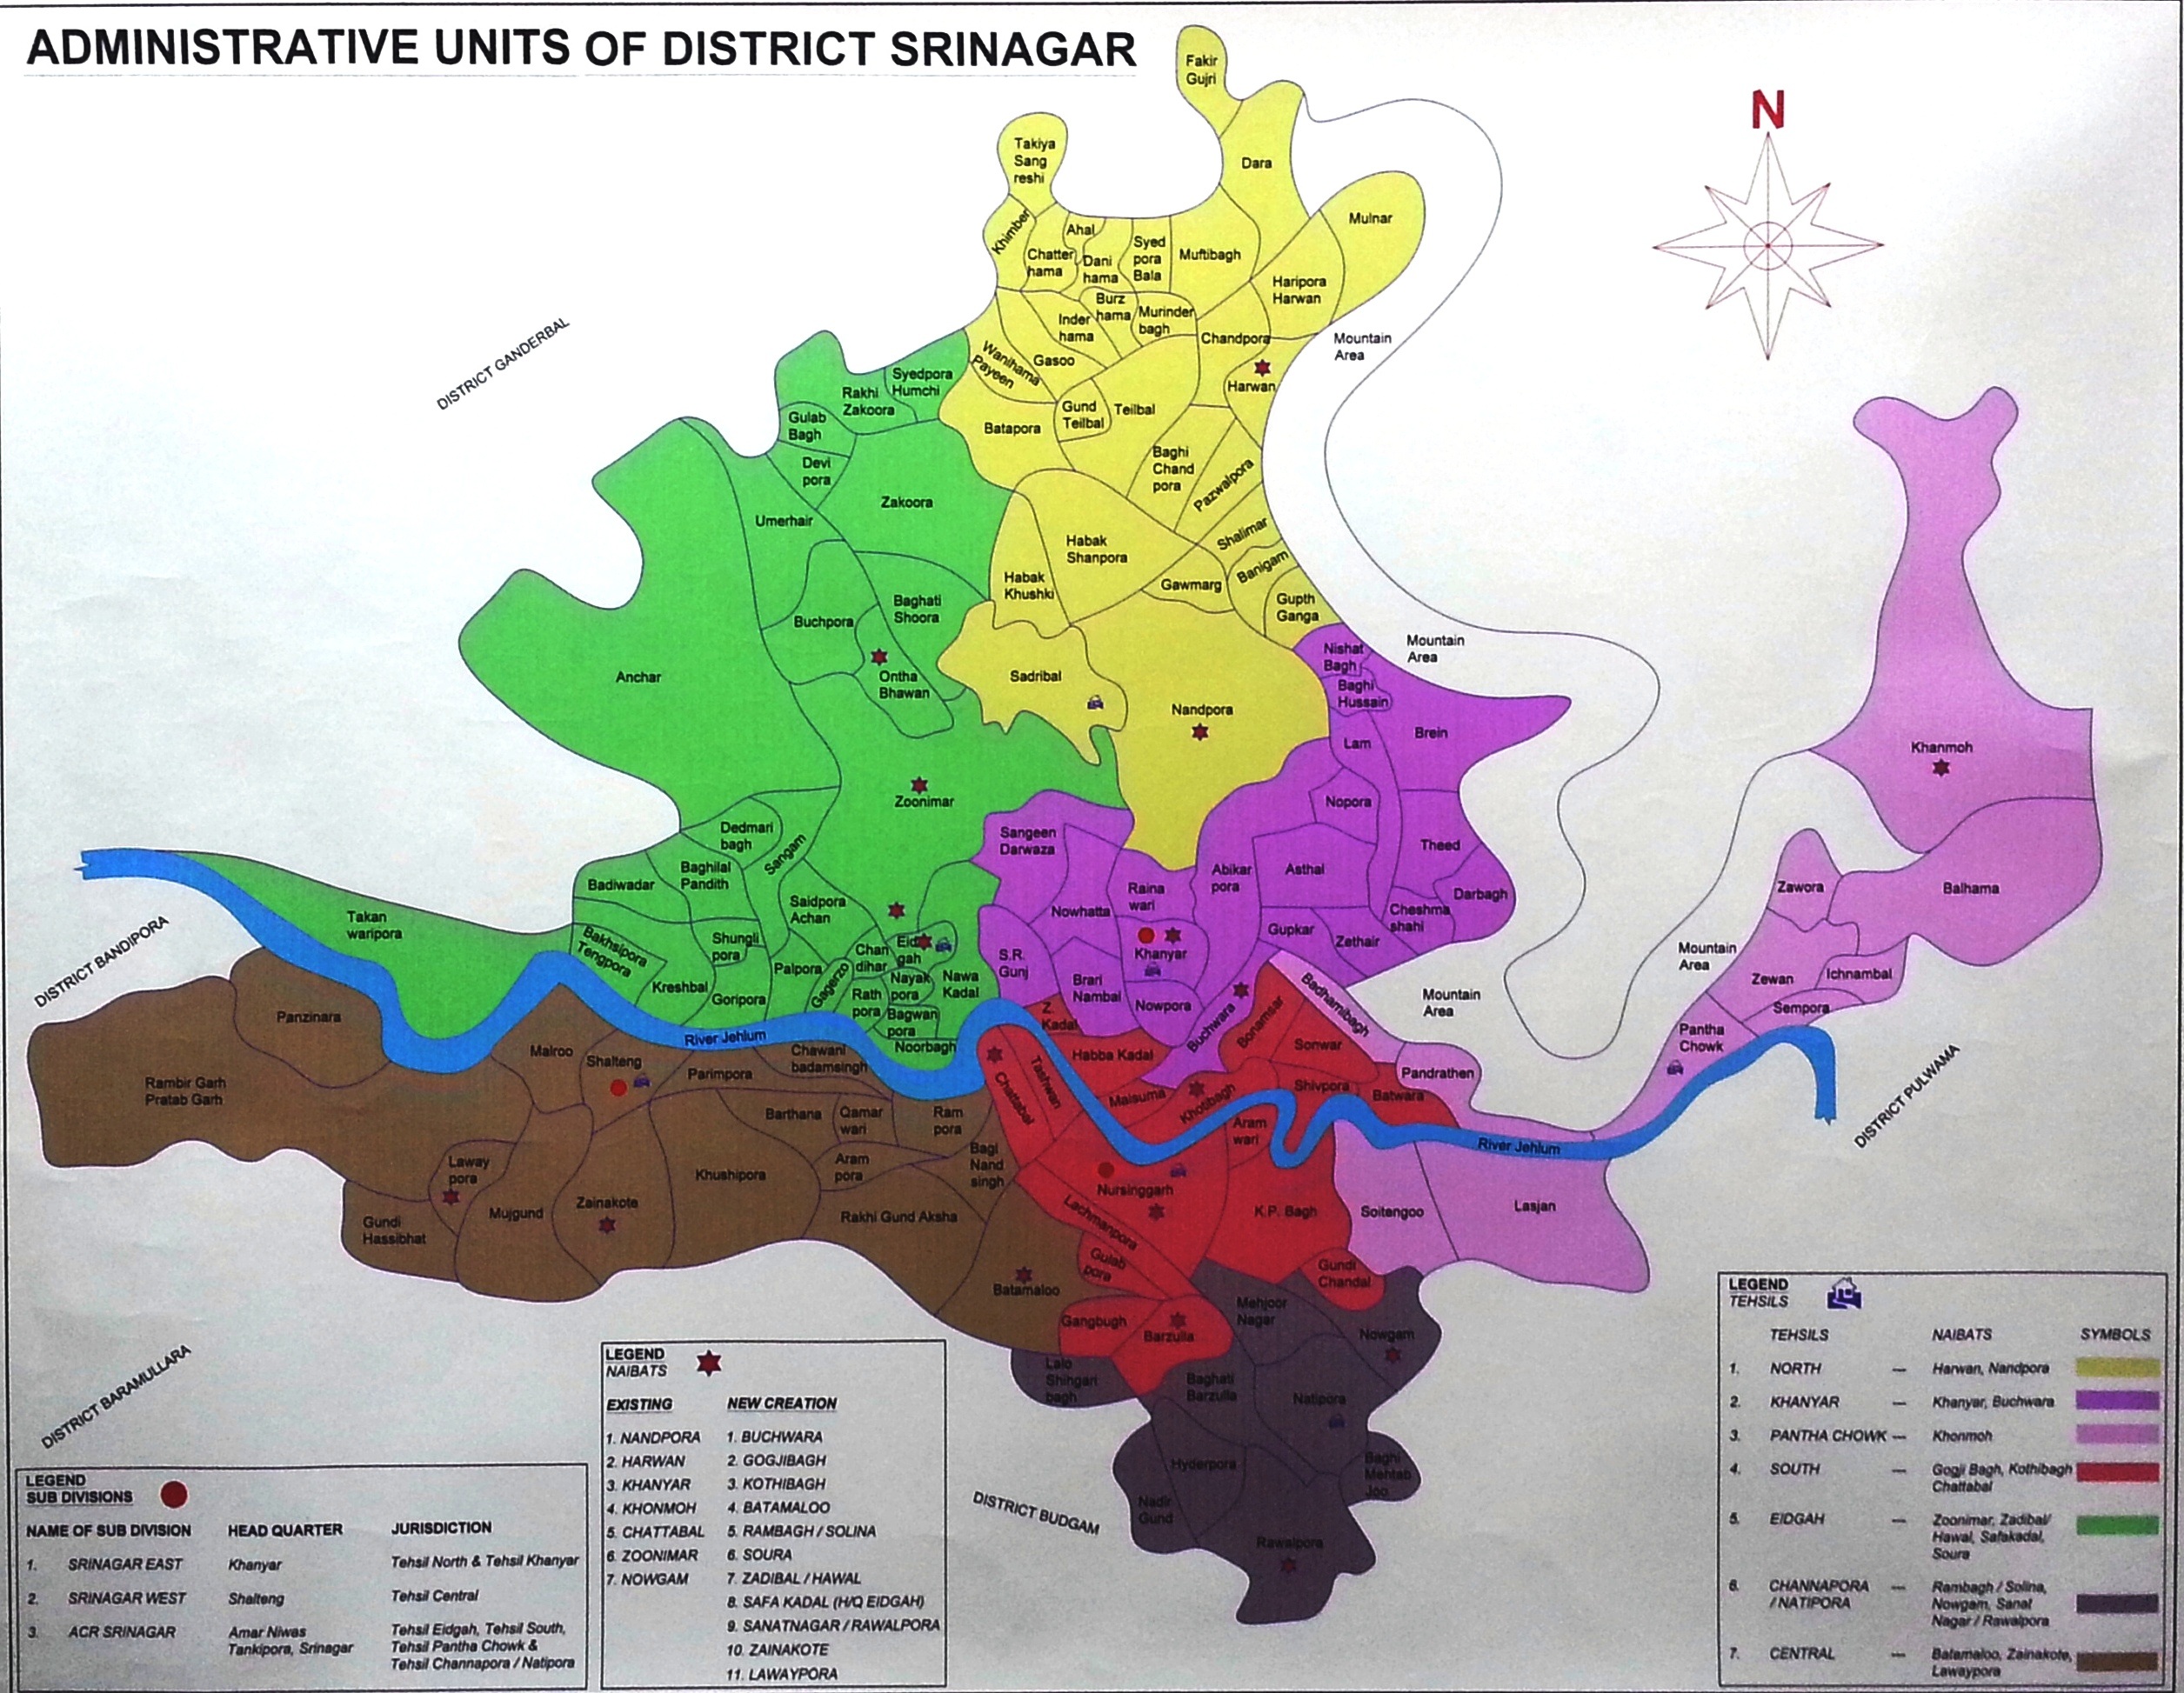 ADMINISTRATIVE UNITS OF DISTRICT SRINAGAR
N
Fakir
Gujri
Takiya
Sang
reshi
Dara
Mulnar
Khimber
Chatter
hama
Ahal
Dani
hama
Syed
pora
Bala
Muftibagh
Haripora
Harwan
Burz
hama
Inder
hama
Murinder
bagh
Chandpora
Mountain
Area
Wanihama
Payeen
Gasoo
Harwan
DISTRICT GANDERBAL
Syedpora
Humchi
Rakhi
Zakoora
Gulab
Bagh
Devi
pora
Batapora
Gund
Teilbal
Teilbal
Baghi
Chand
pora
Pazwalpora
Zakoora
Umerhair
Habak
Shanpora
Shalimar
Banigam
Habak
Khushki
Gawmarg
Gupth
Ganga
Baghati
Shoora
Buchpora
Nishat
Bagh
Mountain
Area
Anchar
Ontha
Bhawan
Sadribal
Baghi
Hussain
Nandpora
Brein
Lam
Khanmoh
Zoonimar
Nopora
Dedmari
bagh
Sangam
Sangeen
Darwaza
Theed
Baghilal
Pandith
Badiwadar
Abikar
pora
Asthal
Raina
wari
Zawora
Balhama
Saidpora
Achan
Nowhatta
Darbagh
Cheshma
shahi
Takan
waripora
Bakhsipora
Tengpora
Shungli
pora
Chan
dihar
Eid
gah
Gupkar
Zethair
Khanyar
S.R.
Gunj
Mountain
Area
DISTRICT BANDIPORA
Palpora
Gagerzo
Nayak
pora
Nawa
Kadal
Brari
Nambal
Zewan
Ichnambal
Kreshbal
Goripora
Rath
pora
Bagwan
pora
Nowpora
Buchwara
Bonamsar
Badhamibagh
Mountain
Area
Sempora
Panzinara
River Jehlum
Noorbagh
Z.
Kadal
Habba Kadal
Sonwar
Pantha
Chowk
Malroo
Shalteng
Chawani
badamsingh
Parimpora
Tashwan
Chattabal
Maisuma
Khotibagh
Shivpora
Batwara
Pandrathen
DISTRICT PULWAMA
Rambir Garh
Pratab Garh
Barthana
Qamar
wari
Ram
pora
Aram
wari
River Jehlum
Laway
pora
Khushipora
Aram
pora
Bagi
Nand
singh
Nursinggarh
Gundi
Hassibhat
Mujgund
Zainakote
Rakhi Gund Aksha
Lachmanpora
K.P. Bagh
Soitengoo
Lasjan
Gulab
pora
Gundi
Chandal
Batamaloo
Gangbugh
Barzulla
Mehjoor
Nagar
Nowgam
Lalo
Shingari
bagh
Baghati
Barzulla
Natipora
Hyderpora
Baghi
Mehtab
Joo
Nadir
Gund
Rawalpora
DISTRICT BARAMULLARA
DISTRICT BUDGAM
LEGEND
SUB DIVISIONS
NAME OF SUB DIVISION HEAD QUARTER JURISDICTION
1. SRINAGAR EAST Khanyar Tehsil North & Tehsil Khanyar
2. SRINAGAR WEST Shalteng Tehsil Central
3. ACR SRINAGAR Amar Niwas Tehsil Eidgah, Tehsil South,
Tankipora, Srinagar Tehsil Pantha Chowk &
Tehsil Channapora / Natipora
LEGEND
NAIBATS
EXISTING NEW CREATION
1. NANDPORA 1. BUCHWARA
2. HARWAN 2. GOGJIBAGH
3. KHANYAR 3. KOTHIBAGH
4. KHONMOH 4. BATAMALOO
5. CHATTABAL 5. RAMBAGH / SOLINA
6. ZOONIMAR 6. SOURA
7. NOWGAM 7. ZADIBAL / HAWAL
8. SAFA KADAL (H/Q EIDGAH)
9. SANATNAGAR / RAWALPORA
10. ZAINAKOTE
11. LAWAYPORA
LEGEND
TEHSILS
TEHSILS NAIBATS SYMBOLS
1. NORTH — Harwan, Nandpora
2. KHANYAR — Khanyar, Buchwara
3. PANTHA CHOWK — Khonmoh
4. SOUTH — Gogji Bagh, Kothibagh
Chattabal
5. EIDGAH — Zoonimar, Zadibal/
Hawal, Safakadal,
Soura
6. CHANNAPORA — Rambagh / Solina,
/ NATIPORA Nowgam, Sanat
Nagar / Rawalpora
7. CENTRAL — Batamaloo, Zainakote,
Lawaypora